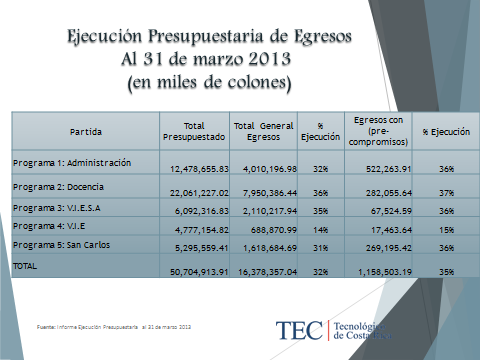 Ejecución Presupuestaria de Egresos
Al 31 de marzo 2013
(en miles de colones)
Partida Total Presupuestado Total General Egresos % Ejecución Egresos con (pre-compromisos) % Ejecución
Programa 1: Administración 12,478,655.83 4,010,196.98 32% 522,263.91 36%
Programa 2: Docencia 22,061,227.02 7,950,386.44 36% 282,055.64 37%
Programa 3: V.I.E.S.A 6,092,316.83 2,110,217.94 35% 67,524.59 36%
Programa 4: V.I.E 4,777,154.82 688,870.99 14% 17,463.64 15%
Programa 5: San Carlos 5,295,559.41 1,618,684.69 31% 269,195.42 36%
TOTAL 50,704,913.91 16,378,357.04 32% 1,158,503.19 35%
Fuente: Informe Ejecución Presupuestaria al 31 de marzo 2013
TEC Tecnológico
de Costa